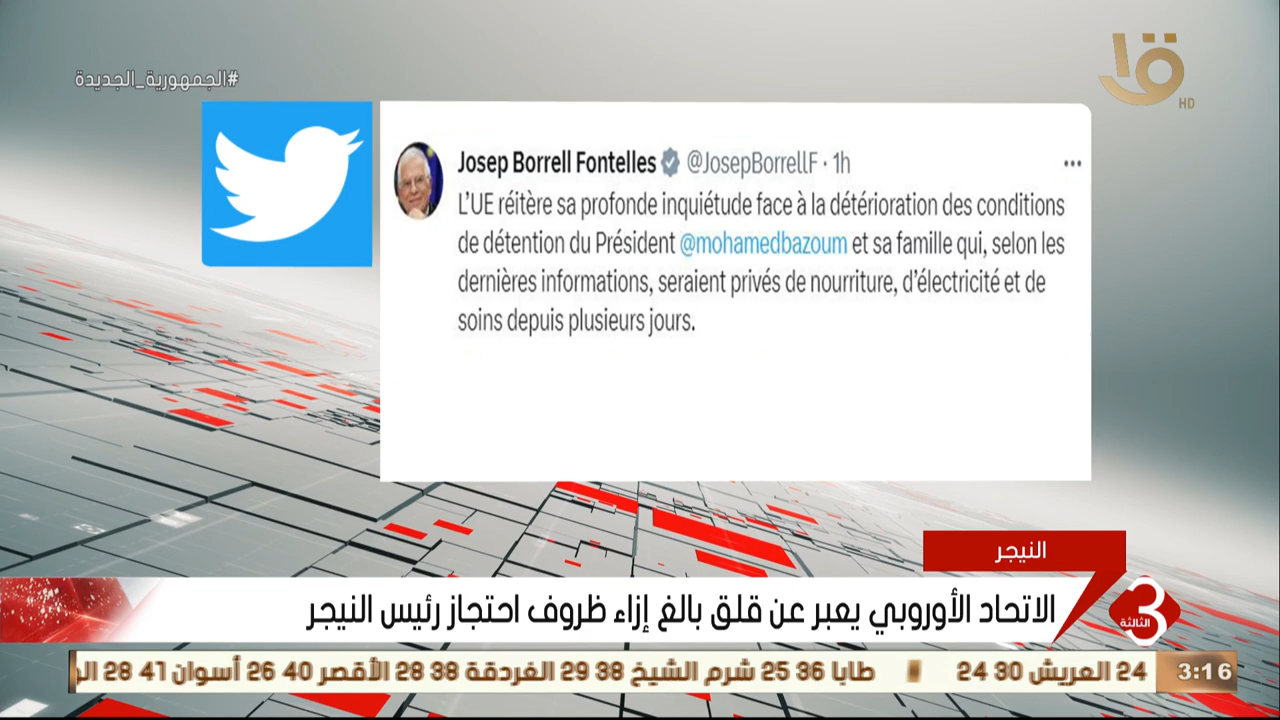 #الجمهورية_الجديدة
HD
Josep Borrell Fontelles @JosepBorrellF · 1h
L'UE réitère sa profonde inquiétude face à la détérioration des conditions
de détention du Président @mohamedbazoum et sa famille qui, selon les
dernières informations, seraient privés de nourriture, d'électricité et de
soins depuis plusieurs jours.
النيجر
3 الثالثة
الاتحاد الأوروبي يعبر عن قلق بالغ إزاء ظروف احتجاز رئيس النيجر
3:16
24 العريش 30 24 طابا 36 25 شرم الشيخ 38 29 الغردقة 38 28 الأقصر 40 26 أسوان 41 28